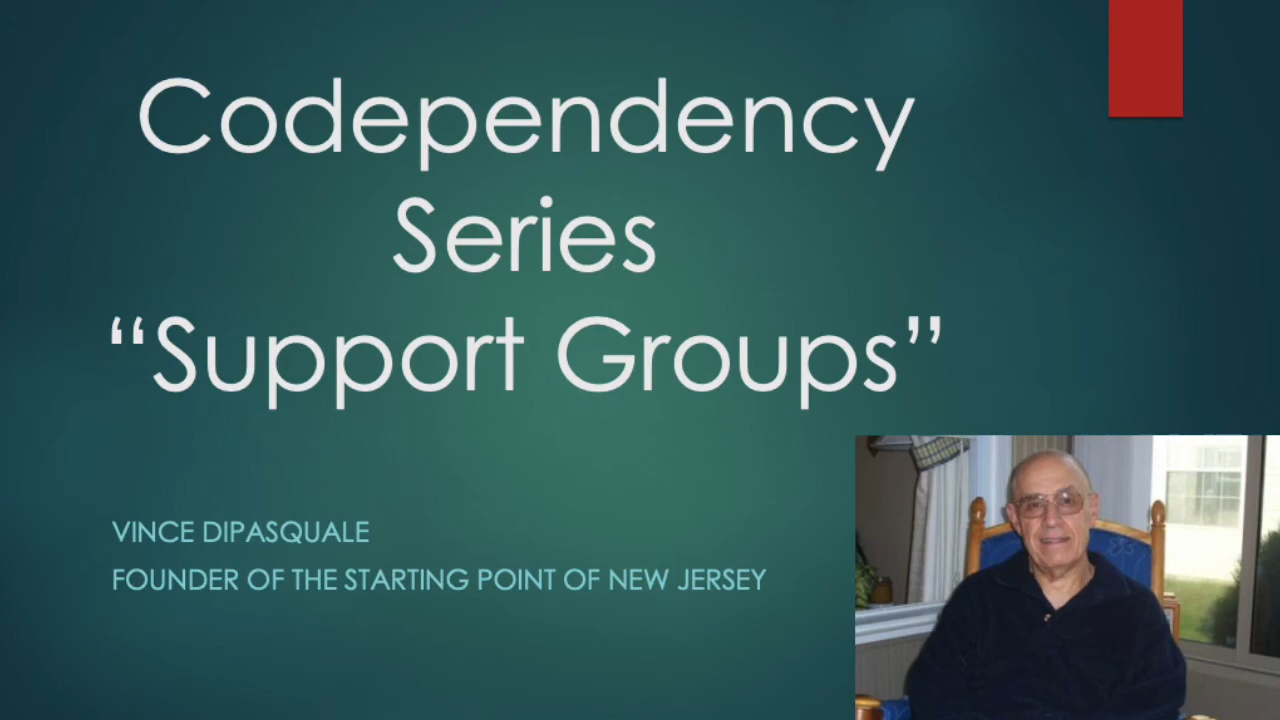 Codependency
Series
“Support Groups”
VINCE DIPASQUALE
FOUNDER OF THE STARTING POINT OF NEW JERSEY